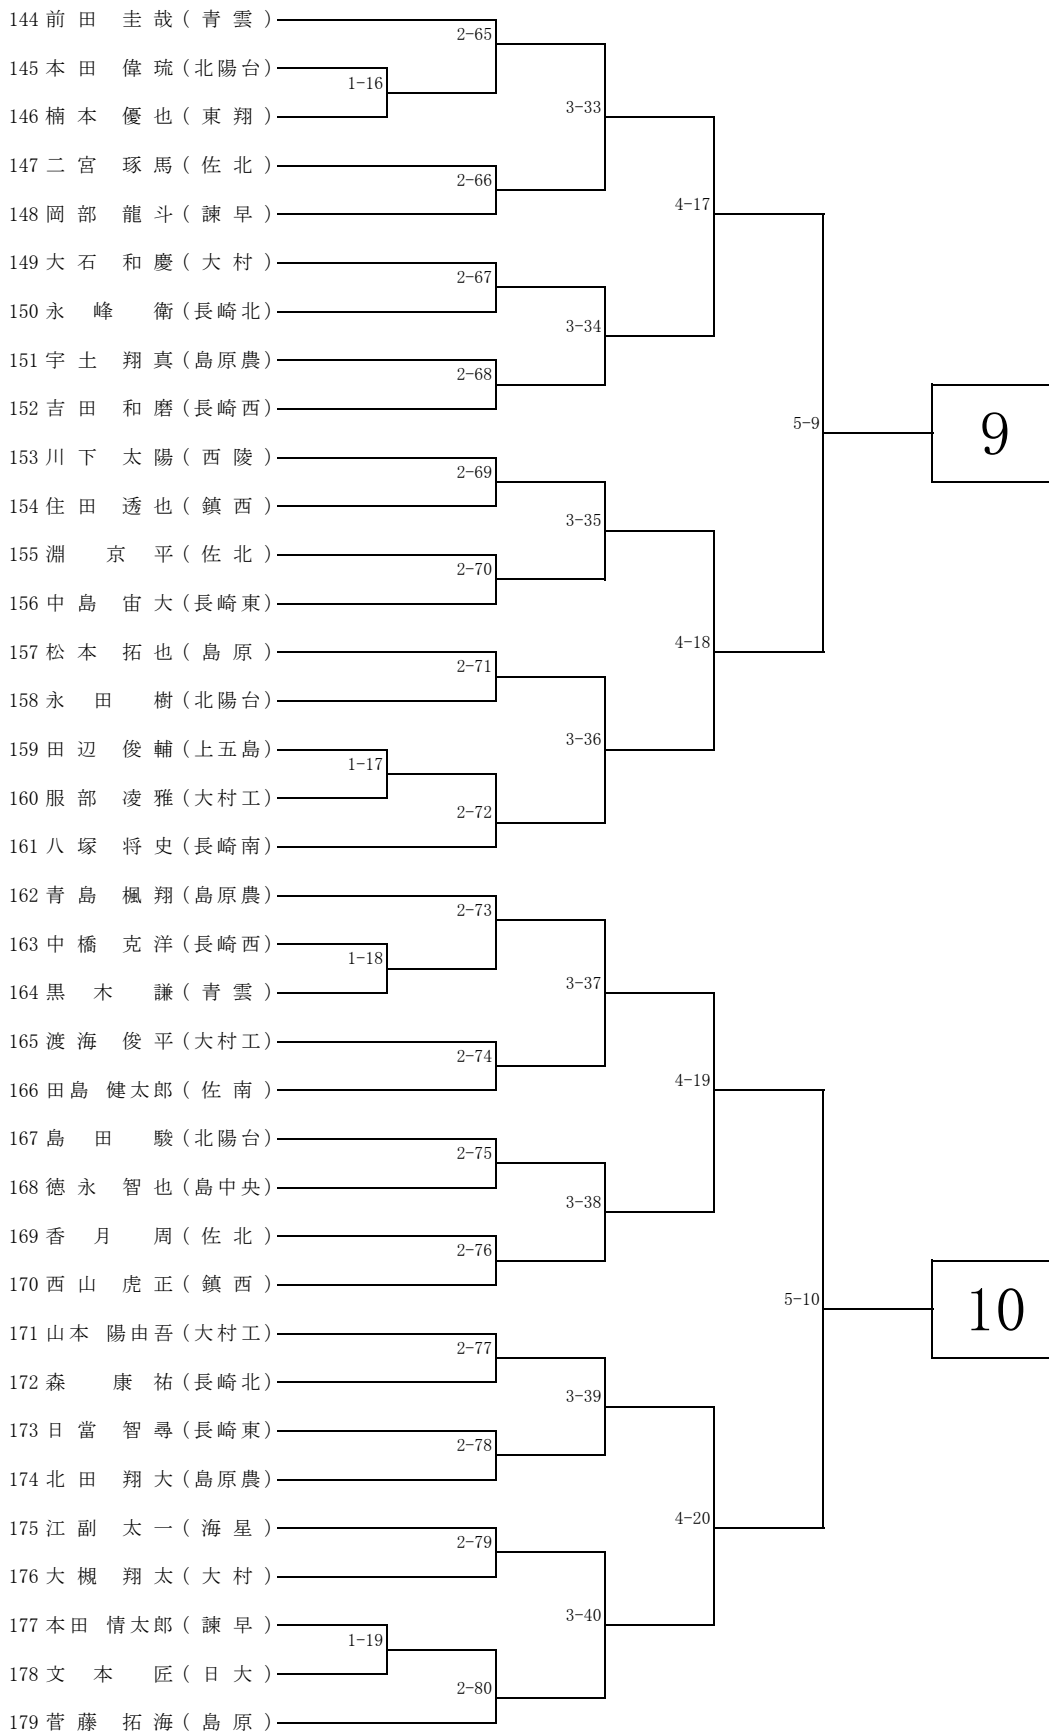 144 前田 圭哉 (青雲)
2-65
145 本田 偉琉 (北陽台)
1-16
146 楠本 優也 (東翔)
3-33
147 二宮 琢馬 (佐北)
2-66
148 岡部 龍斗 (諫早)
4-17
149 大石 和慶 (大村)
2-67
150 永峰 衛 (長崎北)
3-34
151 宇土 翔真 (島原農)
2-68
152 吉田 和磨 (長崎西)
5-9
9
153 川下 太陽 (西陵)
2-69
154 住田 透也 (鎮西)
3-35
155 淵 京平 (佐北)
2-70
156 中島 宙大 (長崎東)
4-18
157 松本 拓也 (島原)
2-71
158 永田 樹 (北陽台)
3-36
159 田辺 俊輔 (上五島)
1-17
160 服部 凌雅 (大村工)
2-72
161 八塚 将史 (長崎南)
162 青島 楓翔 (島原農)
2-73
163 中橋 克洋 (長崎西)
1-18
164 黒木 謙 (青雲)
3-37
165 渡海 俊平 (大村工)
2-74
166 田島 健太郎 (佐南)
4-19
167 島田 駿 (北陽台)
2-75
168 徳永 智也 (島中央)
3-38
169 香月 周 (佐北)
2-76
170 西山 虎正 (鎮西)
5-10
10
171 山本 陽由吾 (大村工)
2-77
172 森 康祐 (長崎北)
3-39
173 日當 智尋 (長崎東)
2-78
174 北田 翔大 (島原農)
4-20
175 江副 太一 (海星)
2-79
176 大槻 翔太 (大村)
3-40
177 本田 情太郎 (諫早)
1-19
178 文本 匠 (日大)
2-80
179 菅藤 拓海 (島原)